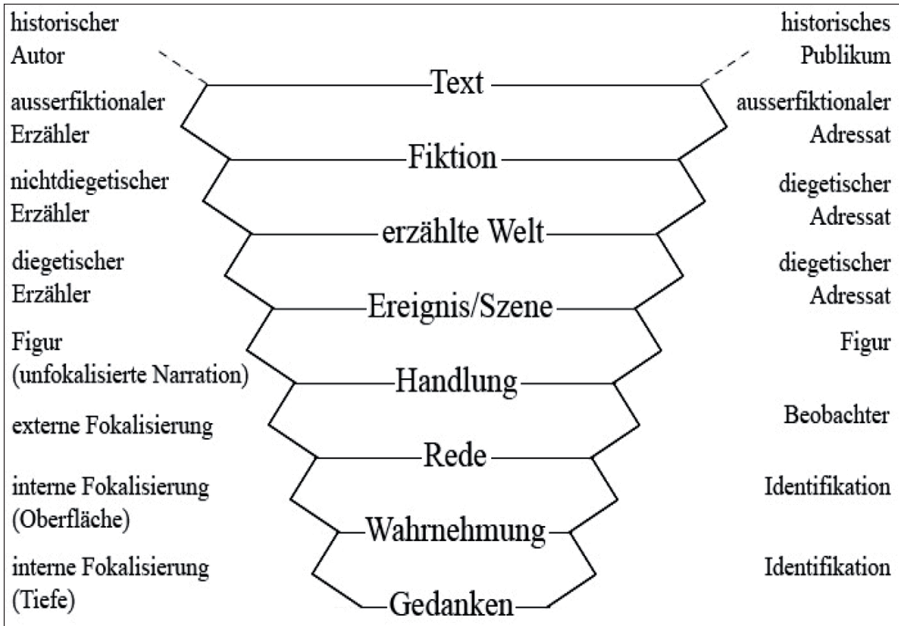 historischer
Autor
historisches
Publikum
Text
ausserfiktionaler
Erzähler
ausserfiktionaler
Adressat
Fiktion
nichtdiegetischer
Erzähler
diegetischer
Adressat
erzählte Welt
diegetischer
Erzähler
diegetischer
Adressat
Ereignis/Szene
Figur
(unfokalisierte Narration)
Figur
Handlung
externe Fokalisierung
Beobachter
Rede
interne Fokalisierung
(Oberfläche)
Identifikation
Wahrnehmung
interne Fokalisierung
(Tiefe)
Identifikation
Gedanken